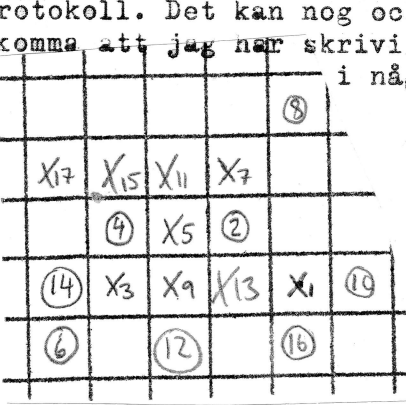 rotokoll. Det kan nog oc
komma att jag har skrivi
i nå
8
X17 X15 X11 X7
4 X5 2
14 X3 X9 X13 X1 10
6 12 16